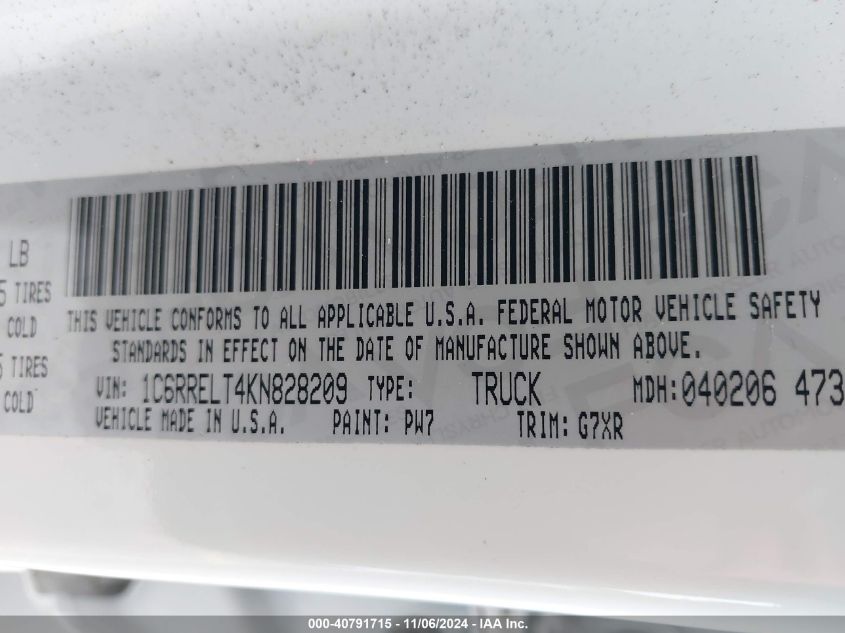 LB
5 TIRES
COLD
5 TIRES
COLD
THIS VEHICLE CONFORMS TO ALL APPLICABLE U.S.A. FEDERAL MOTOR VEHICLE SAFETY
STANDARDS IN EFFECT ON THE DATE OF MANUFACTURE SHOWN ABOVE.
VIN: 1C6RRELT4KN828209 TYPE: TRUCK MDH:040206 473
VEHICLE MADE IN U.S.A. PAINT: PW7 TRIM: G7XR
000-40791715 - 11/06/2024 - IAA Inc.